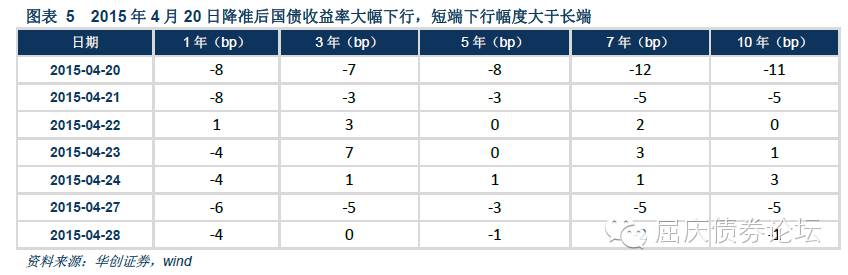 图表 5 2015 年 4 月 20 日降准后国债收益率大幅下行，短端下行幅度大于长端
日期 1 年（bp） 3 年（bp） 5 年（bp） 7 年（bp） 10 年（bp）
2015-04-20 -8 -7 -8 -12 -11
2015-04-21 -8 -3 -3 -5 -5
2015-04-22 1 3 0 2 0
2015-04-23 -4 7 0 3 1
2015-04-24 -4 1 1 1 3
2015-04-27 -6 -5 -3 -5 -5
2015-04-28 -4 0 -1 -1
屈庆债券论坛
资料来源：华创证券，wind